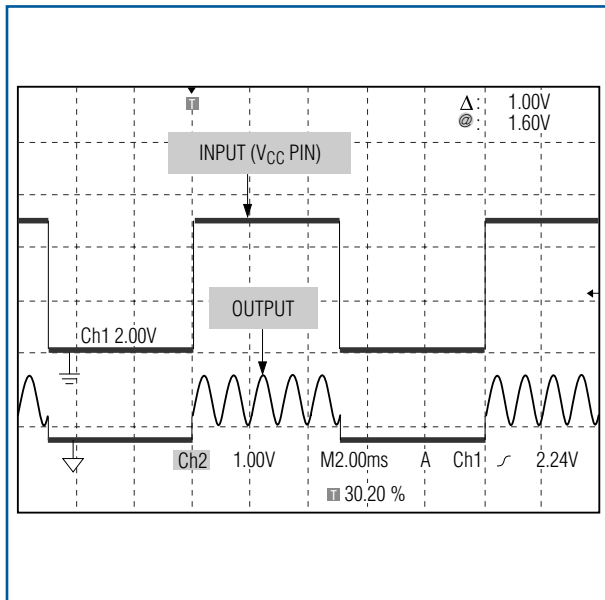 Δ: 1.00V
@: 1.60V
T
INPUT (VCC PIN)
OUTPUT
Ch1 2.00V
Ch2 1.00V M2.00ms A Ch1 2.24V
T 30.20 %